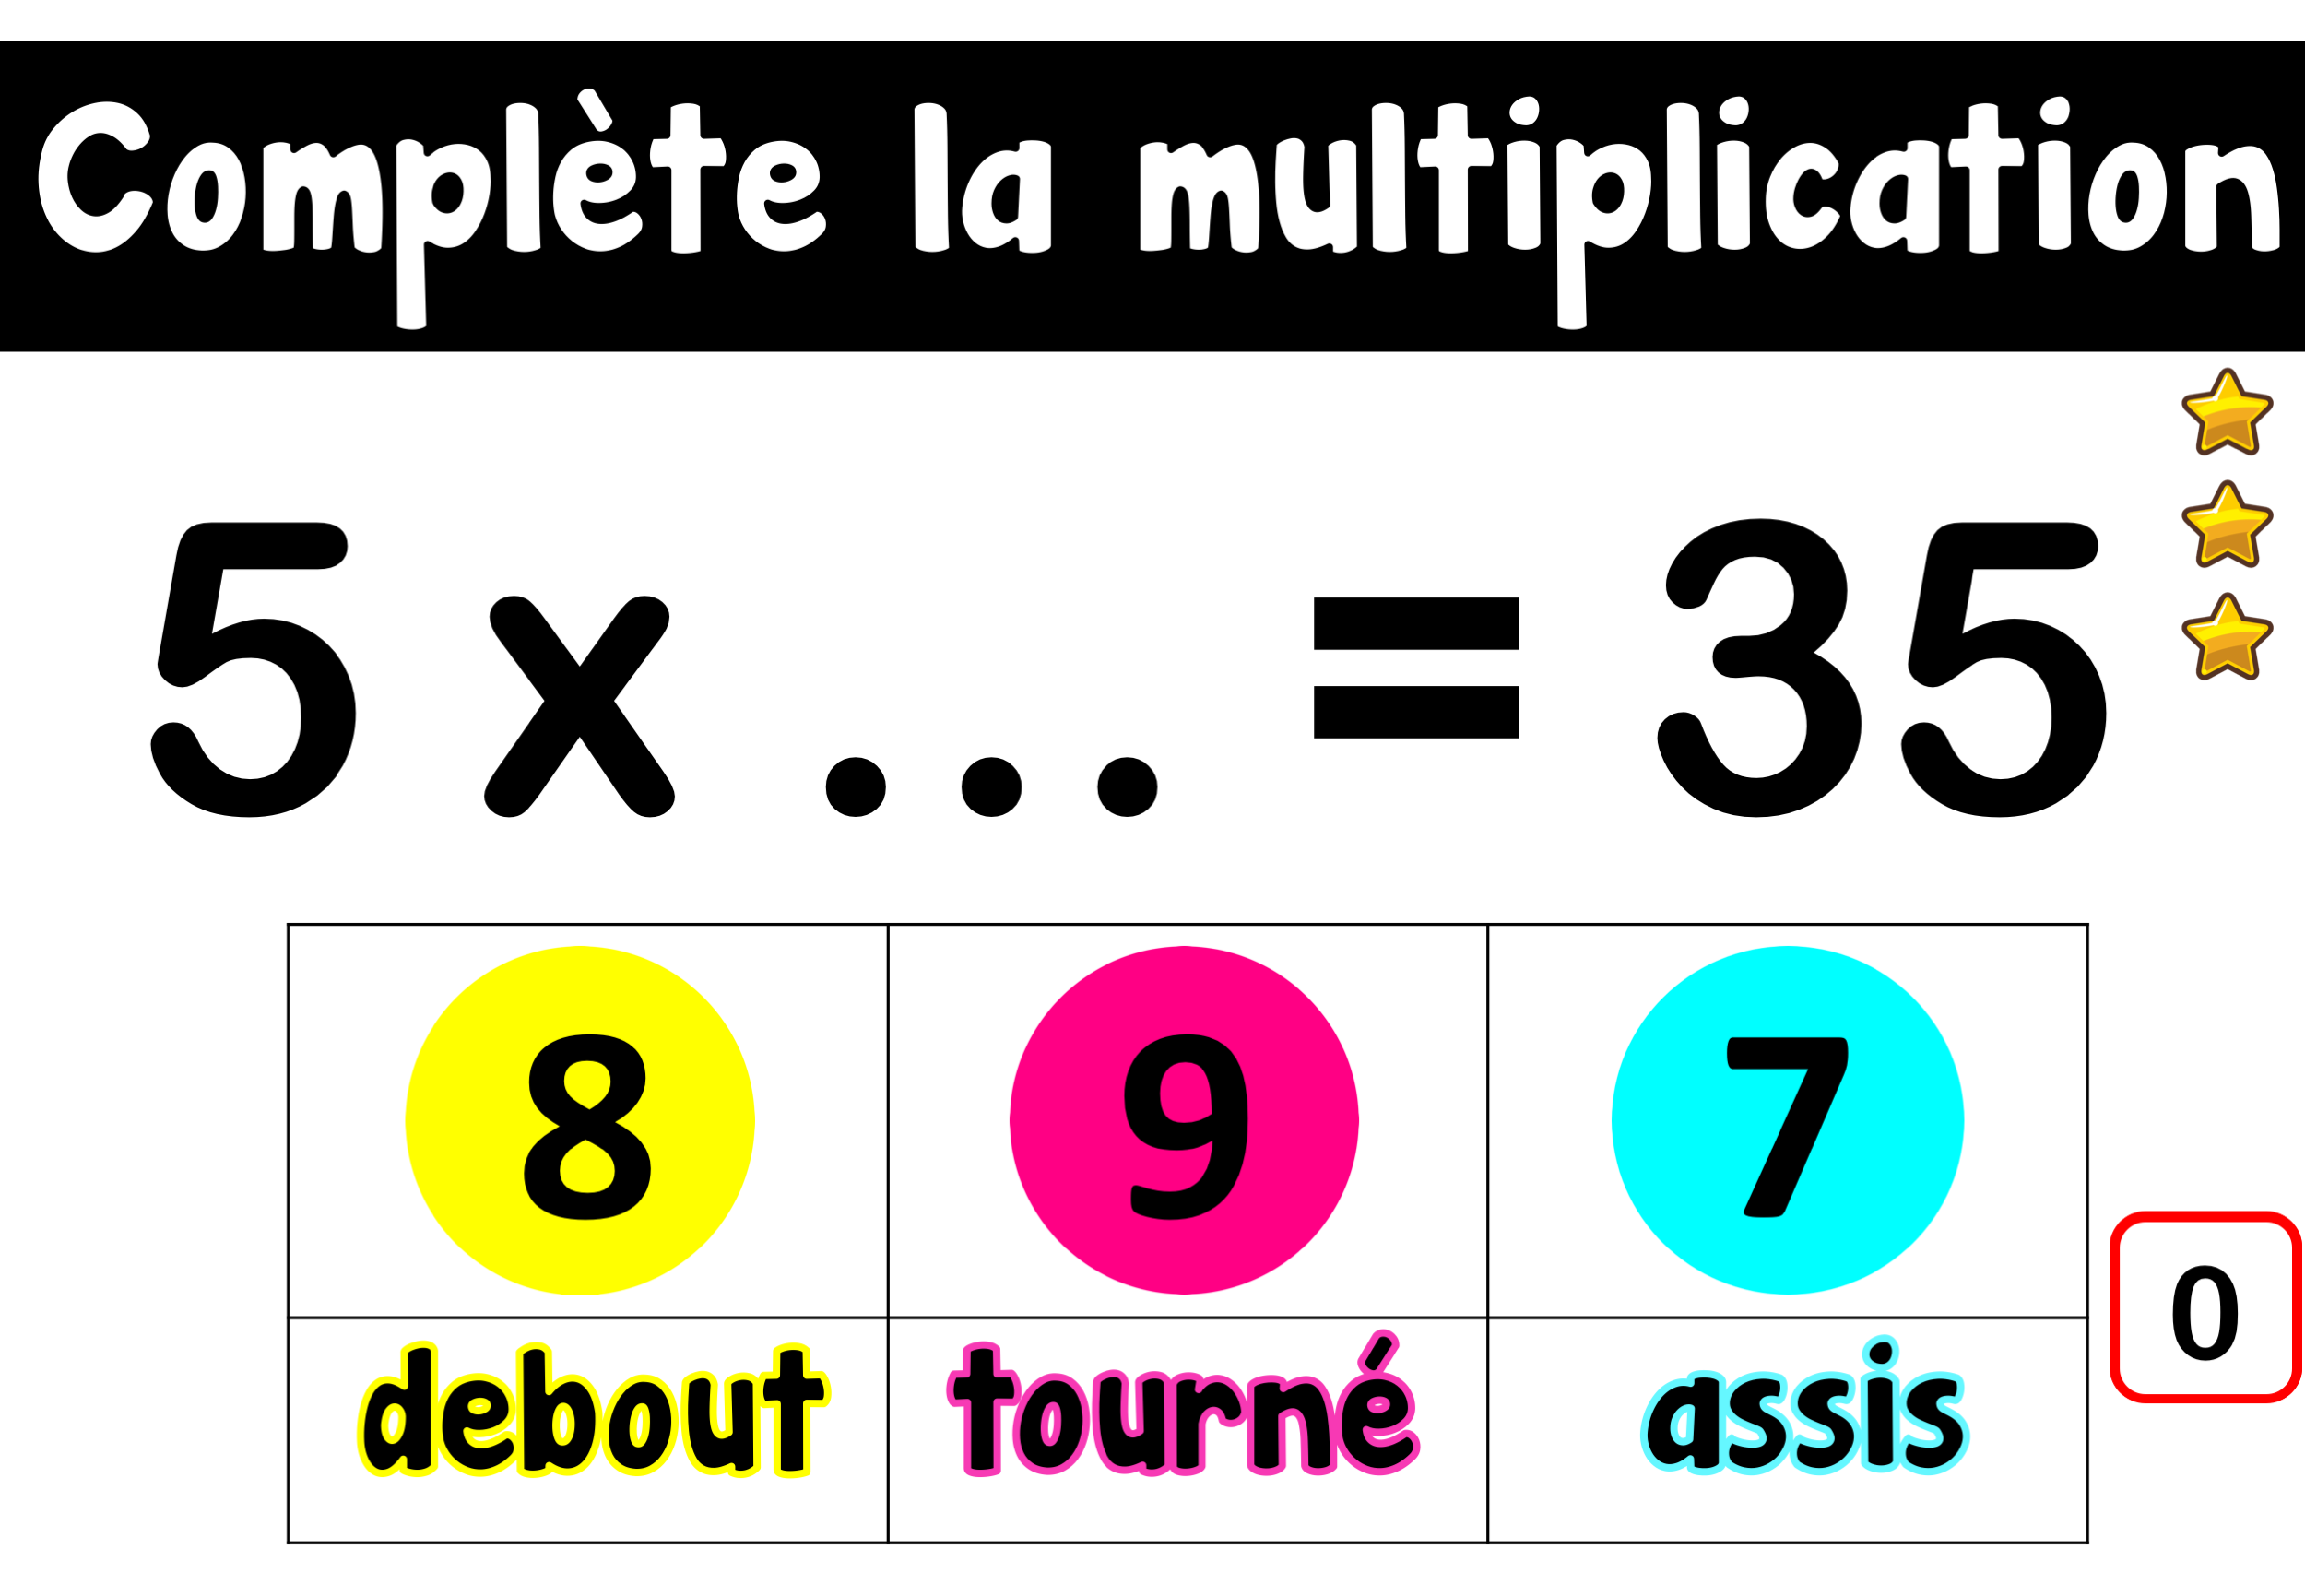 Complète la multiplication
5 x ... = 35
8 9 7
0
debout tourné assis